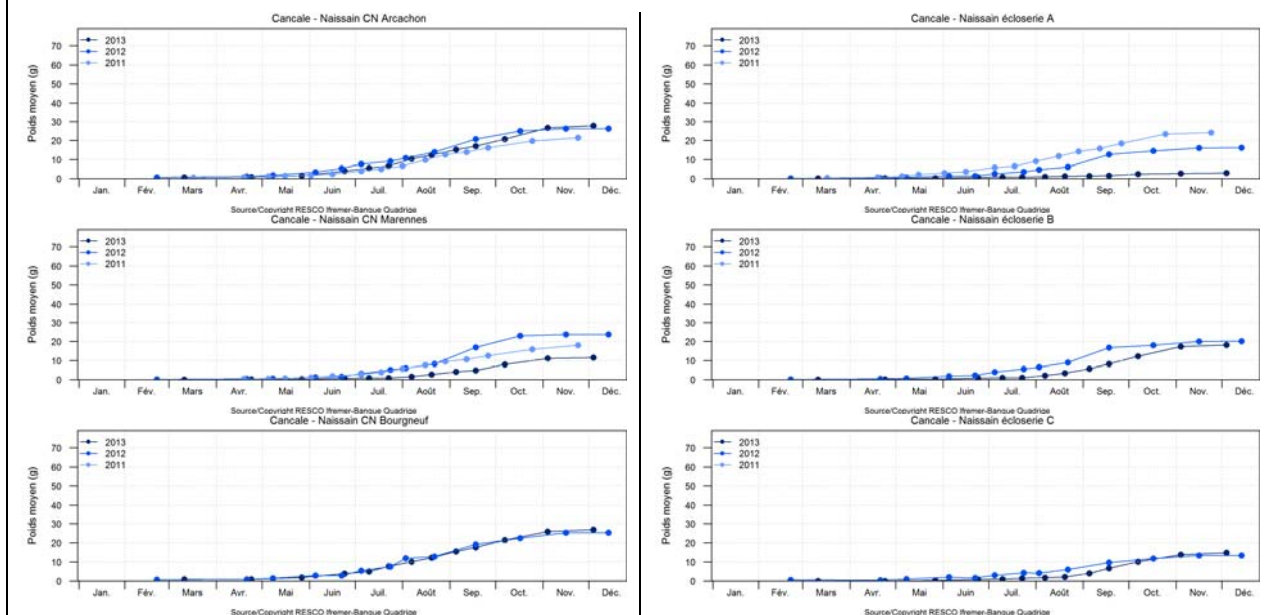 Cancale - Naissain CN Arcachon
Poids moyen (g)
70
60
50
40
30
20
10
0
2013
2012
2011
Jan. Fév. Mars Avr. Mai Juin Juil. Août Sep. Oct. Nov. Déc.
Source/Copyright RESCO Ifremer-Banque Quadrige
Cancale - Naissain CN Marennes
Poids moyen (g)
70
60
50
40
30
20
10
0
2013
2012
2011
Jan. Fév. Mars Avr. Mai Juin Juil. Août Sep. Oct. Nov. Déc.
Source/Copyright RESCO Ifremer-Banque Quadrige
Cancale - Naissain CN Bourgneuf
Poids moyen (g)
70
60
50
40
30
20
10
0
2013
2012
2011
Jan. Fév. Mars Avr. Mai Juin Juil. Août Sep. Oct. Nov. Déc.
Source/Copyright RESCO Ifremer-Banque Quadrige
Cancale - Naissain écloserie A
Poids moyen (g)
70
60
50
40
30
20
10
0
2013
2012
2011
Jan. Fév. Mars Avr. Mai Juin Juil. Août Sep. Oct. Nov. Déc.
Source/Copyright RESCO Ifremer-Banque Quadrige
Cancale - Naissain écloserie B
Poids moyen (g)
70
60
50
40
30
20
10
0
2013
2012
2011
Jan. Fév. Mars Avr. Mai Juin Juil. Août Sep. Oct. Nov. Déc.
Source/Copyright RESCO Ifremer-Banque Quadrige
Cancale - Naissain écloserie C
Poids moyen (g)
70
60
50
40
30
20
10
0
2013
2012
2011
Jan. Fév. Mars Avr. Mai Juin Juil. Août Sep. Oct. Nov. Déc.
Source/Copyright RESCO Ifremer-Banque Quadrige